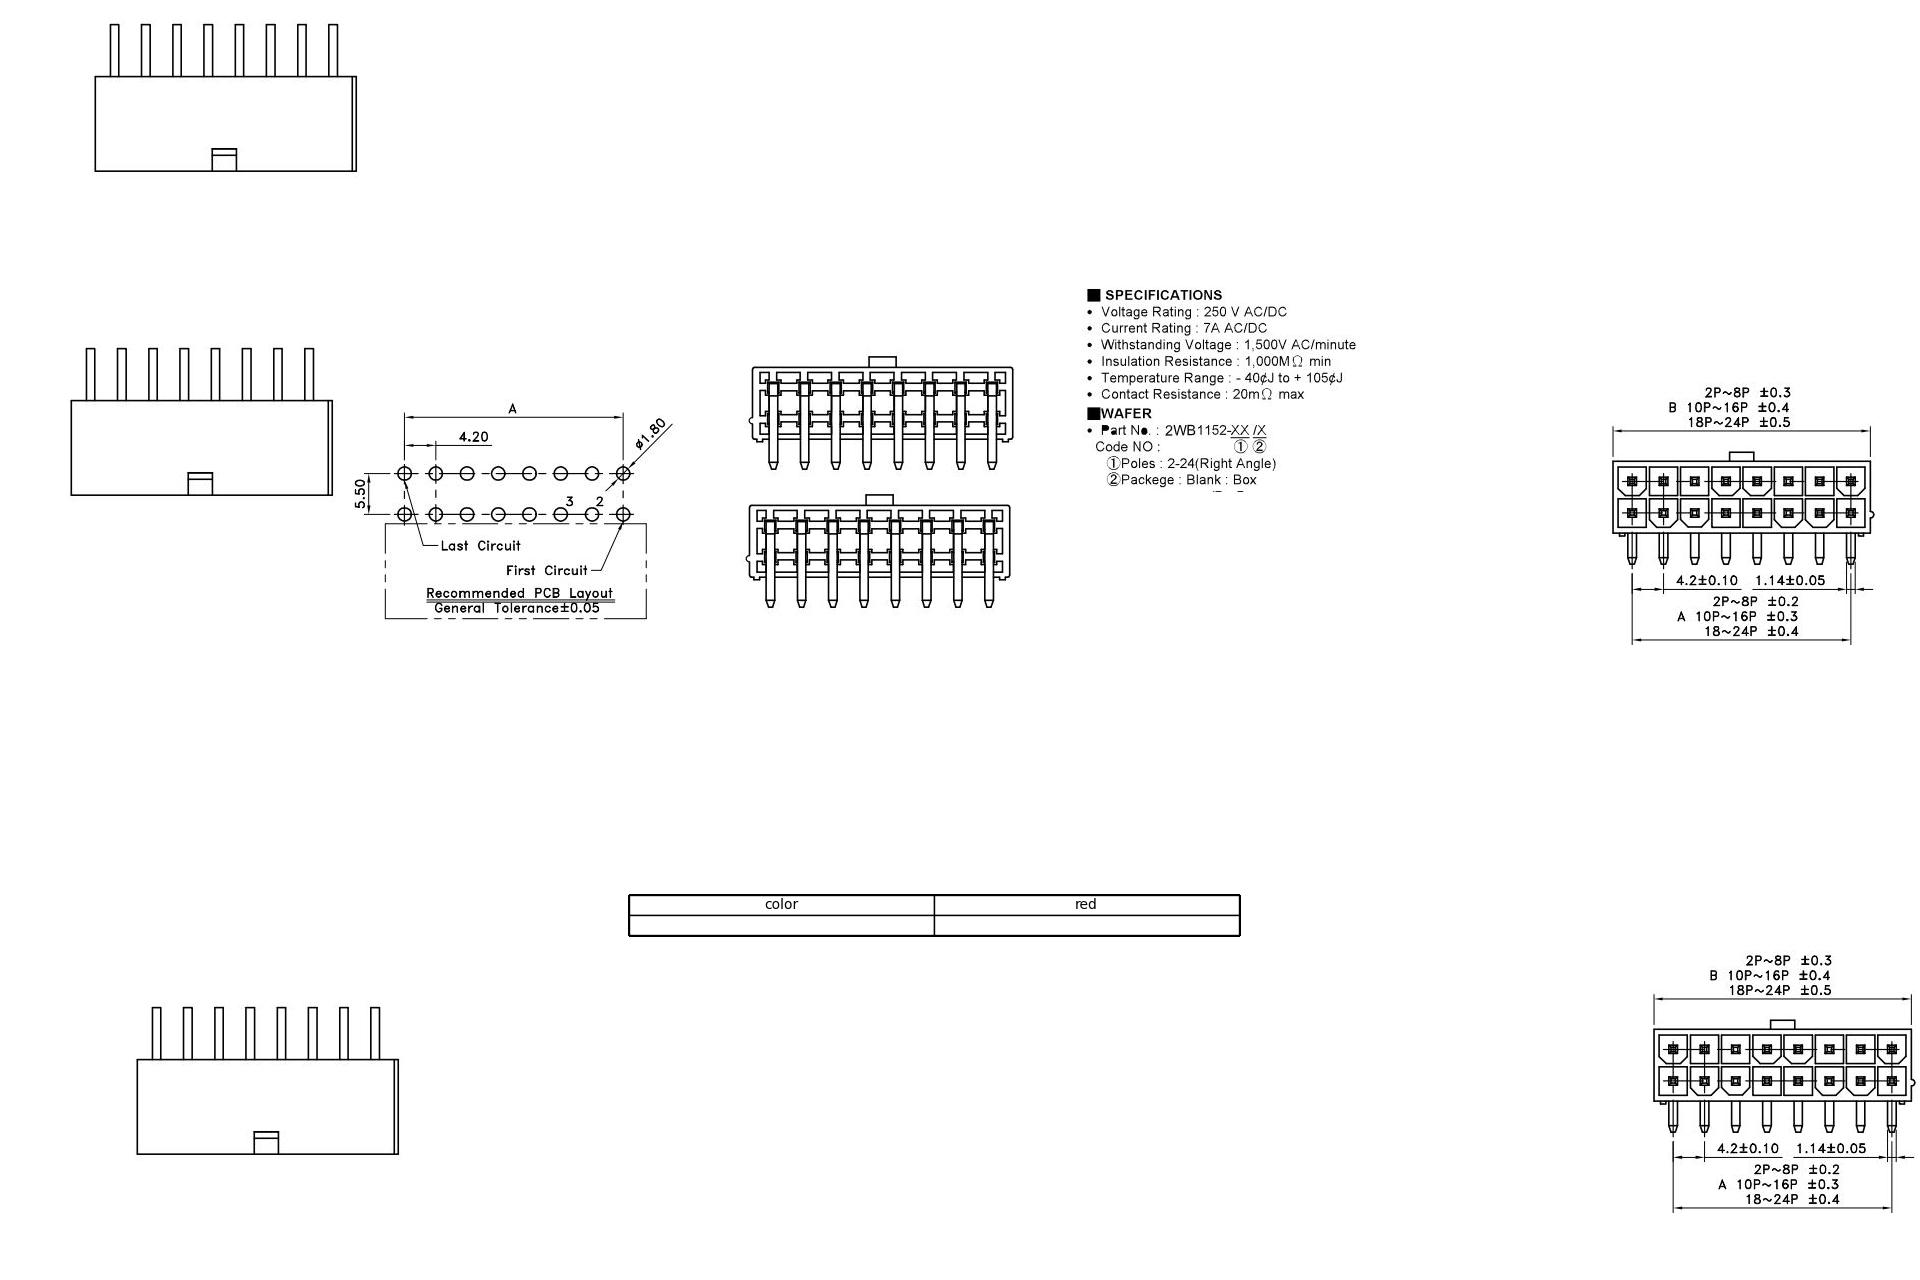 ■ SPECIFICATIONS
• Voltage Rating : 250 V AC/DC
• Current Rating : 7A AC/DC
• Withstanding Voltage : 1,500V AC/minute
• Insulation Resistance : 1,000MΩ min
• Temperature Range : - 40¢J to + 105¢J
• Contact Resistance : 20mΩ max
■WAFER
• Part No. : 2WB1152-XX /X
Code NO : ① ②
①Poles : 2-24(Right Angle)
②Packege : Blank : Box
A
4.20
ø1.80
5.50
3 2
Last Circuit
First Circuit
Recommended PCB Layout
General Tolerance±0.05
2P~8P ±0.3
B 10P~16P ±0.4
18P~24P ±0.5
4.2±0.10 1.14±0.05
2P~8P ±0.2
A 10P~16P ±0.3
18~24P ±0.4
color red
2P~8P ±0.3
B 10P~16P ±0.4
18P~24P ±0.5
4.2±0.10 1.14±0.05
2P~8P ±0.2
A 10P~16P ±0.3
18~24P ±0.4